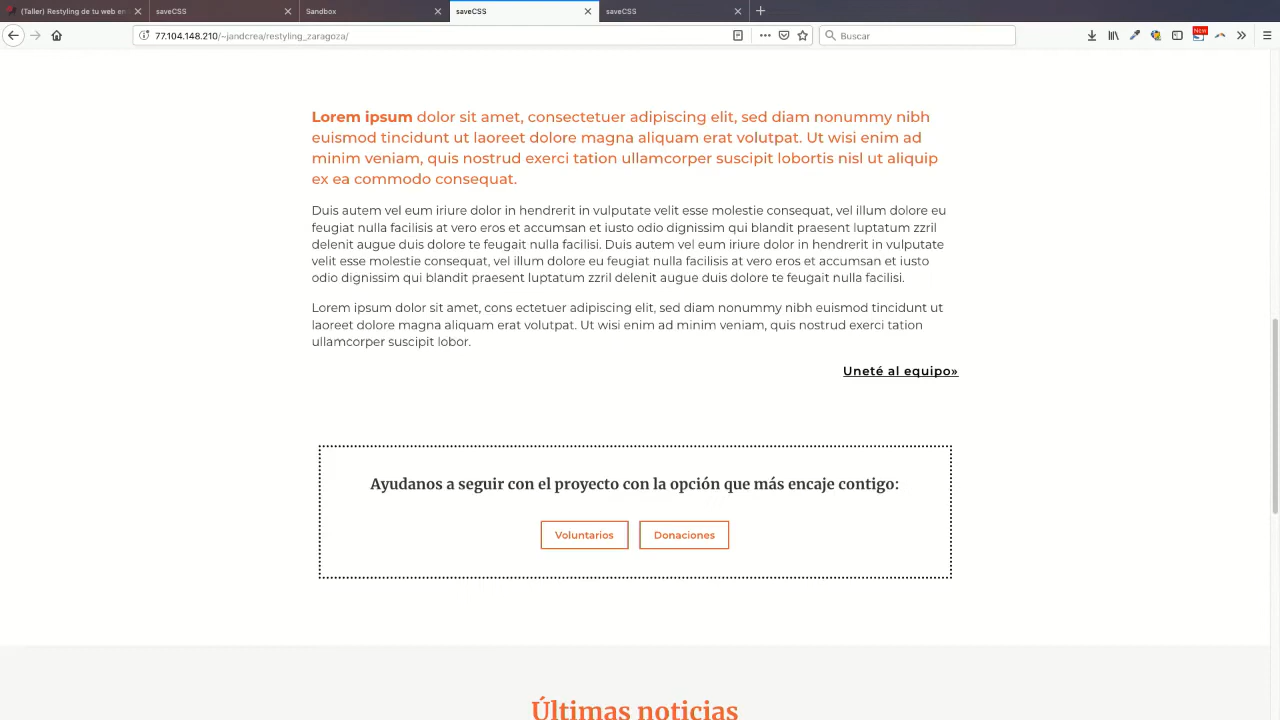 (Taller) Restyling de tu web en
saveCSS
Sandbox
saveCSS
saveCSS
77.104.148.210/~jandcrea/restyling_zaragoza/
Buscar
New
Lorem ipsum dolor sit amet, consectetuer adipiscing elit, sed diam nonummy nibh
euismod tincidunt ut laoreet dolore magna aliquam erat volutpat. Ut wisi enim ad
minim veniam, quis nostrud exerci tation ullamcorper suscipit lobortis nisl ut aliquip
ex ea commodo consequat.
Duis autem vel eum iriure dolor in hendrerit in vulputate velit esse molestie consequat, vel illum dolore eu
feugiat nulla facilisis at vero eros et accumsan et iusto odio dignissim qui blandit praesent luptatum zzril
delenit augue duis dolore te feugait nulla facilisi. Duis autem vel eum iriure dolor in hendrerit in vulputate
velit esse molestie consequat, vel illum dolore eu feugiat nulla facilisis at vero eros et accumsan et iusto
odio dignissim qui blandit praesent luptatum zzril delenit augue duis dolore te feugait nulla facilisi.
Lorem ipsum dolor sit amet, cons ectetuer adipiscing elit, sed diam nonummy nibh euismod tincidunt ut
laoreet dolore magna aliquam erat volutpat. Ut wisi enim ad minim veniam, quis nostrud exerci tation
ullamcorper suscipit lobor.
Uneté al equipo»
Ayudanos a seguir con el proyecto con la opción que más encaje contigo:
Voluntarios
Donaciones
Últimas noticias